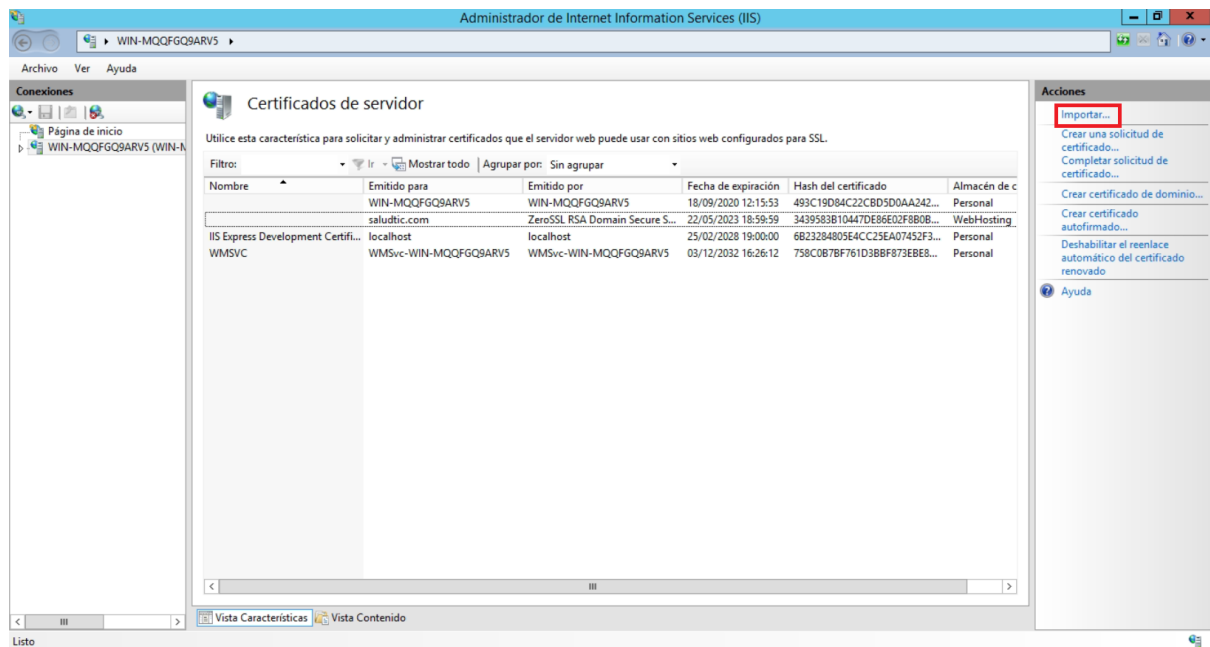 Administrador de Internet Information Services (IIS)
WIN-MQQFGQ9ARV5
Archivo Ver Ayuda
Conexiones
Página de inicio
WIN-MQQFGQ9ARV5 (WIN-M
Certificados de servidor
Utilice esta característica para solicitar y administrar certificados que el servidor web puede usar con sitios web configurados para SSL.
Filtro: Ir Mostrar todo Agrupar por: Sin agrupar
Nombre Emitido para Emitido por Fecha de expiración Hash del certificado Almacén de c
WIN-MQQFGQ9ARV5 WIN-MQQFGQ9ARV5 18/09/2020 12:15:53 493C19D84C22CBD5D0AA242... Personal
saludtic.com ZeroSSL RSA Domain Secure S... 22/05/2023 18:59:59 3439583B10447DE86E02F8B0B... WebHosting
IIS Express Development Certifi... localhost localhost 25/02/2028 19:00:00 6B23284805E4CC25EA07452F3... Personal
WMSVC WMSvc-WIN-MQQFGQ9ARV5 WMSvc-WIN-MQQFGQ9ARV5 03/12/2032 16:26:12 758C0B7BF761D3BBF873EBE8... Personal
Vista Características Vista Contenido
Acciones
Importar...
Crear una solicitud de
certificado...
Completar solicitud de
certificado...
Crear certificado de dominio...
Crear certificado
autofirmado...
Deshabilitar el reenlace
automático del certificado
renovado
Ayuda
Listo